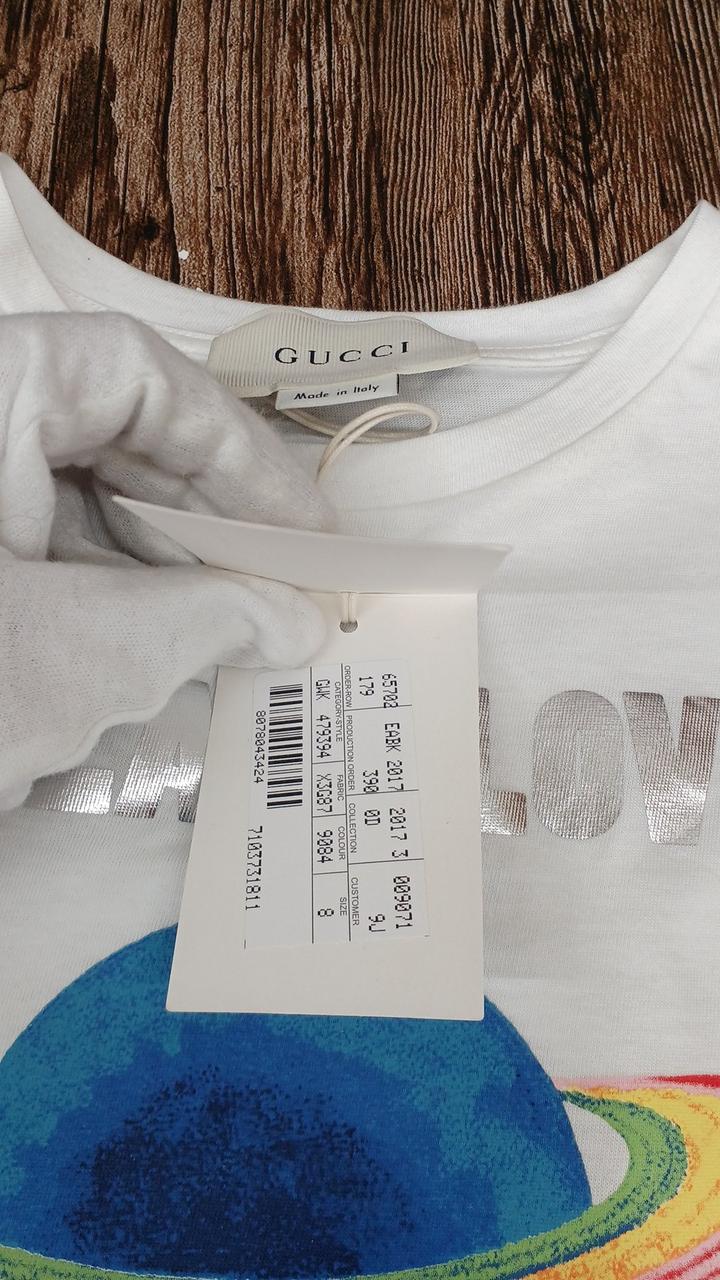 GUCCI
Made in Italy
65702 EABK 2017 2017 3 009071
179 390 0D 9U
ORDER-ROW PRODUCTION ORDER COLLECTION CUSTOMER
CATEGORY-STYLE FABRIC COLOUR SIZE
GWK 479394 X3G87 9084 8
8078043424
7103731811
LOV